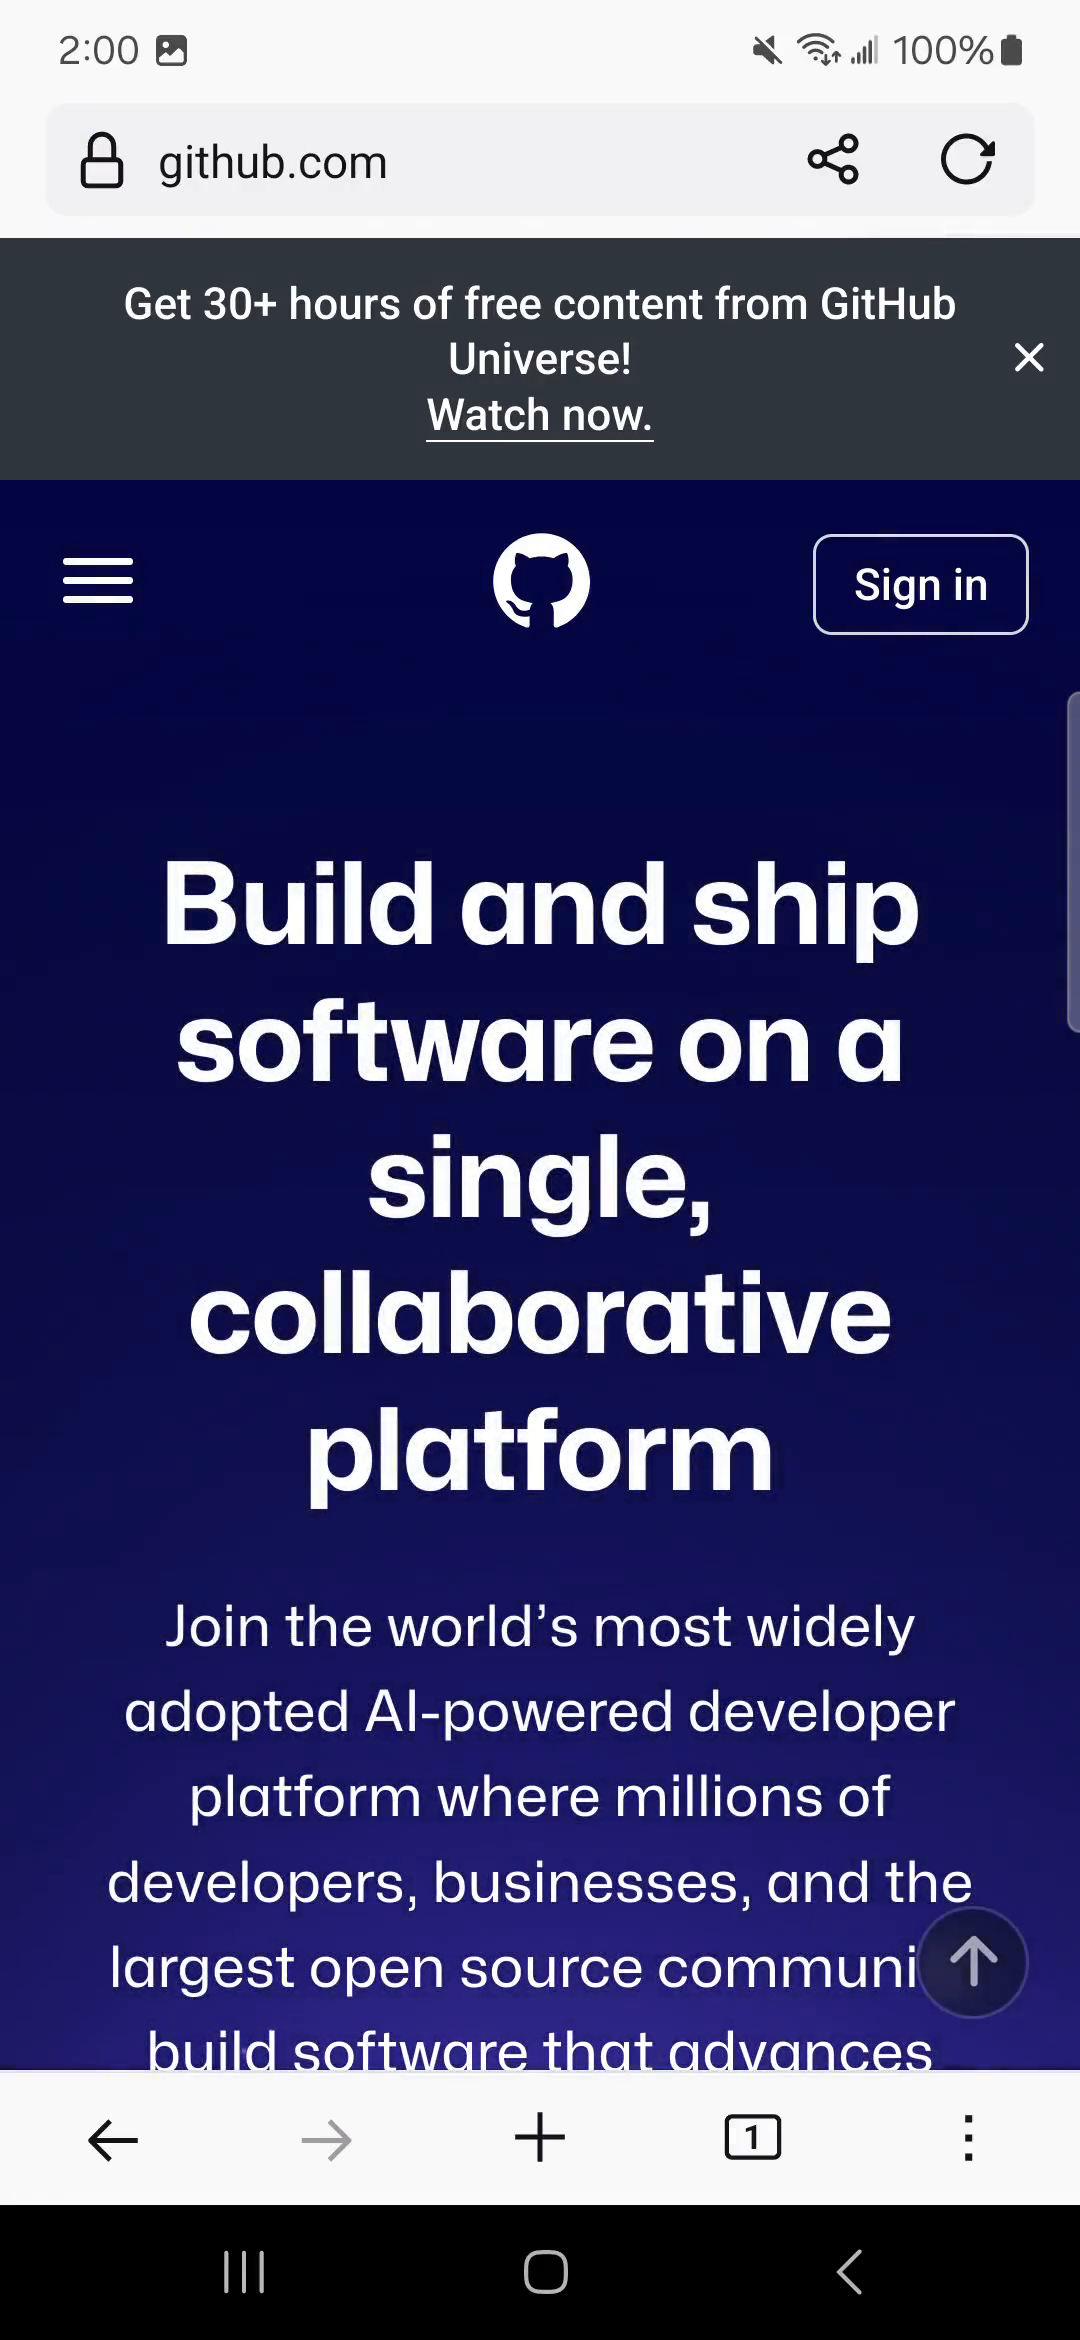 2:00
100%
github.com
Get 30+ hours of free content from GitHub
Universe!
Watch now.
Sign in
Build and ship
software on a
single,
collaborative
platform
Join the world’s most widely
adopted AI-powered developer
platform where millions of
developers, businesses, and the
largest open source communi
build software that advances
1